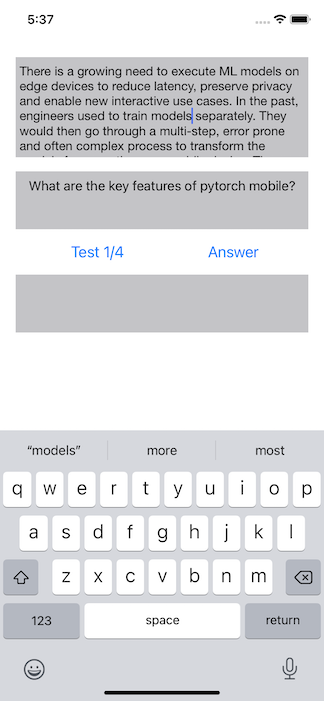 5:37
There is a growing need to execute ML models on
edge devices to reduce latency, preserve privacy
and enable new interactive use cases. In the past,
engineers used to train models separately. They
would then go through a multi-step, error prone
and often complex process to transform the
What are the key features of pytorch mobile?
Test 1/4 Answer
“models” more most
q w e r t y u i o p
a s d f g h j k l
z x c v b n m
123 space return